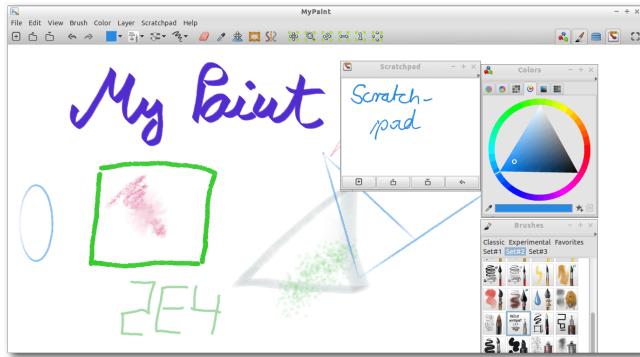 MyPaint
File Edit View Brush Color Layer Scratchpad Help
My Paint
Scratchpad
Scratch-
pad
Colors
2E4
Brushes
Classic Experimental Favorites
Set#1 Set#2 Set#3